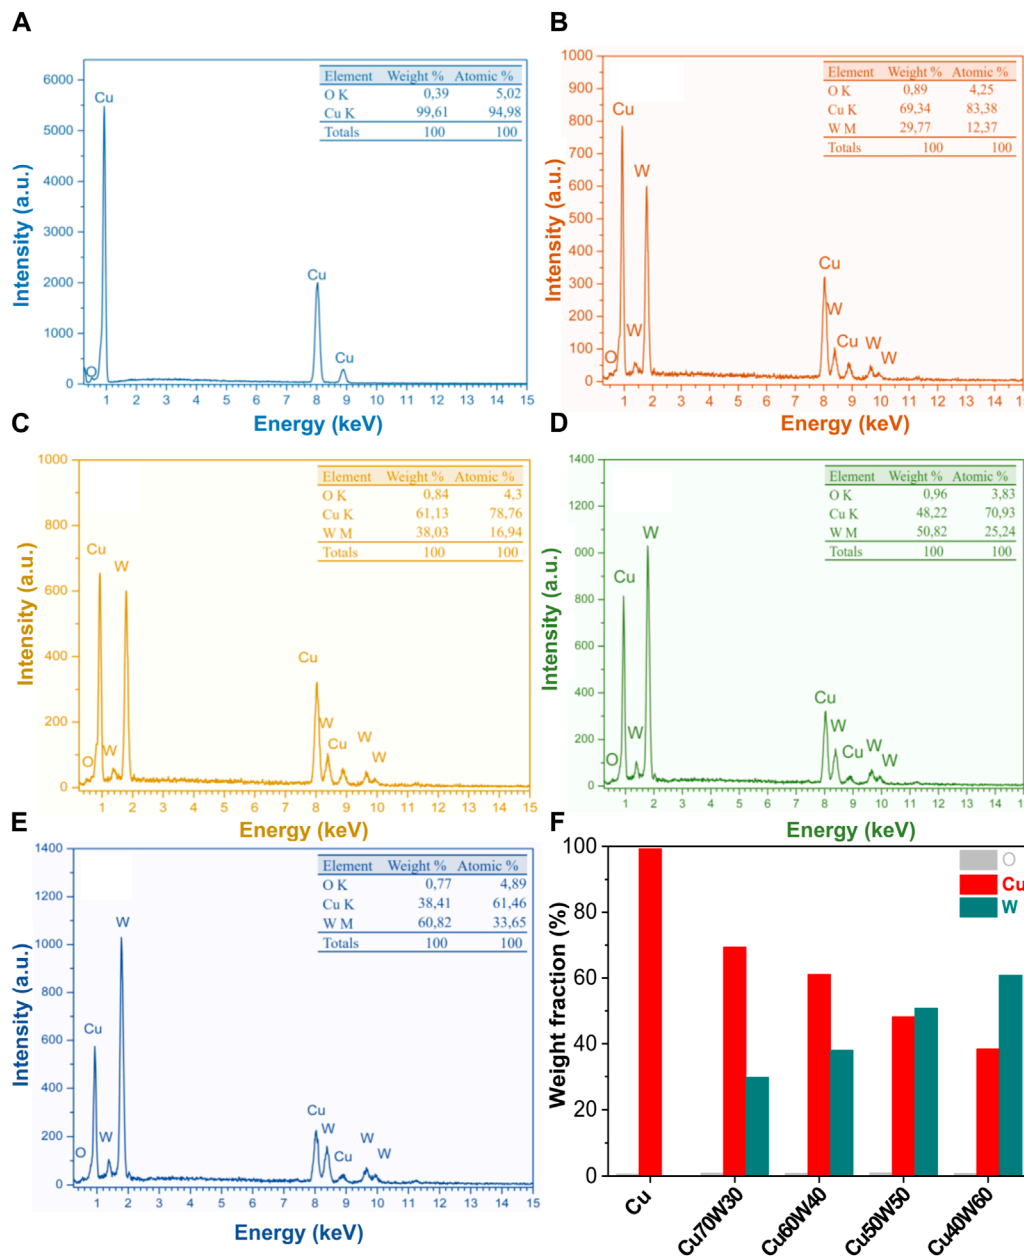 A
Intensity (a.u.)
6000
5000
4000
3000
2000
1000
0
Element Weight % Atomic %
O K 0,39 5,02
Cu K 99,61 94,98
Totals 100 100
Cu
O
Cu
Cu
1 2 3 4 5 6 7 8 9 10 11 12 13 14 15
Energy (keV)
B
Intensity (a.u.)
1000
900
800
700
600
500
400
300
200
100
0
Element Weight % Atomic %
O K 0,89 4,25
Cu K 69,34 83,38
W M 29,77 12,37
Totals 100 100
Cu
W
O
W
Cu
W
Cu
W
W
1 2 3 4 5 6 7 8 9 10 11 12 13 14 15
Energy (keV)
C
Intensity (a.u.)
1000
800
600
400
200
0
Element Weight % Atomic %
O K 0,84 4,3
Cu K 61,13 78,76
W M 38,03 16,94
Totals 100 100
Cu
W
O
W
Cu
W
Cu
W
W
1 2 3 4 5 6 7 8 9 10 11 12 13 14 15
Energy (keV)
D
Intensity (a.u.)
1400
1200
000
800
600
400
200
0
Element Weight % Atomic %
O K 0,96 3,83
Cu K 48,22 70,93
W M 50,82 25,24
Totals 100 100
W
Cu
O
W
Cu
W
Cu
W
W
1 2 3 4 5 6 7 8 9 10 11 12 13 14 15
Energy (keV)
E
Intensity (a.u.)
1400
1200
1000
800
600
400
200
0
Element Weight % Atomic %
O K 0,77 4,89
Cu K 38,41 61,46
W M 60,82 33,65
Totals 100 100
W
Cu
O
W
Cu
W
Cu
W
W
1 2 3 4 5 6 7 8 9 10 11 12 13 14 15
Energy (keV)
F
Weight fraction (%)
100
80
60
40
20
0
O
Cu
W
Cu
Cu70W30
Cu60W40
Cu50W50
Cu40W60